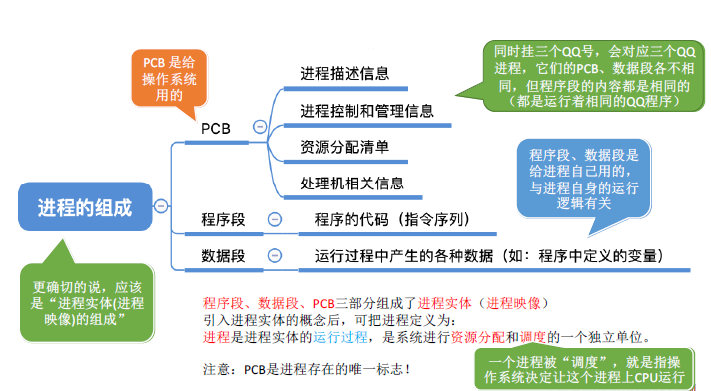 PCB 是给
操作系统
用的
进程描述信息
同时挂三个QQ号，会对应三个QQ
进程，它们的PCB、数据段各不相
同，但程序段的内容都是相同的
（都是运行着相同的QQ程序）
进程控制和管理信息
PCB
资源分配清单
处理机相关信息
程序段、数据段是
给进程自己用的，
与进程自身的运行
逻辑有关
进程的组成
程序段
程序的代码（指令序列）
数据段
运行过程中产生的各种数据（如：程序中定义的变量）
更确切的说，应该
是“进程实体(进程
映像)的组成”
程序段、数据段、PCB三部分组成了进程实体（进程映像）
引入进程实体的概念后，可把进程定义为：
进程是进程实体的运行过程，是系统进行资源分配和调度的一个独立单位。
一个进程被“调度”，就是指操
作系统决定让这个进程上CPU运行
注意：PCB是进程存在的唯一标志！